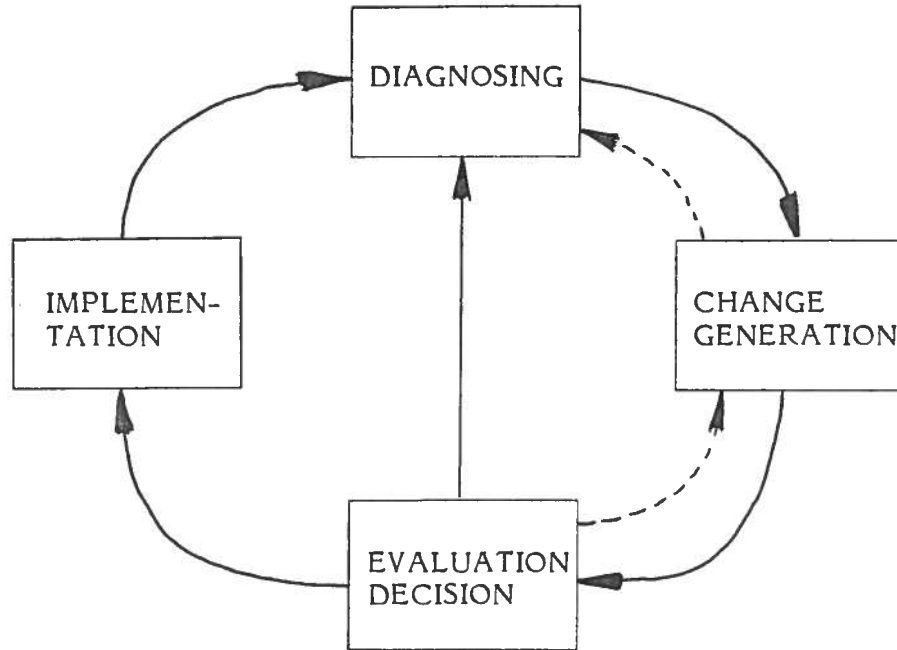 DIAGNOSING
IMPLEMEN-
TATION
CHANGE
GENERATION
EVALUATION
DECISION